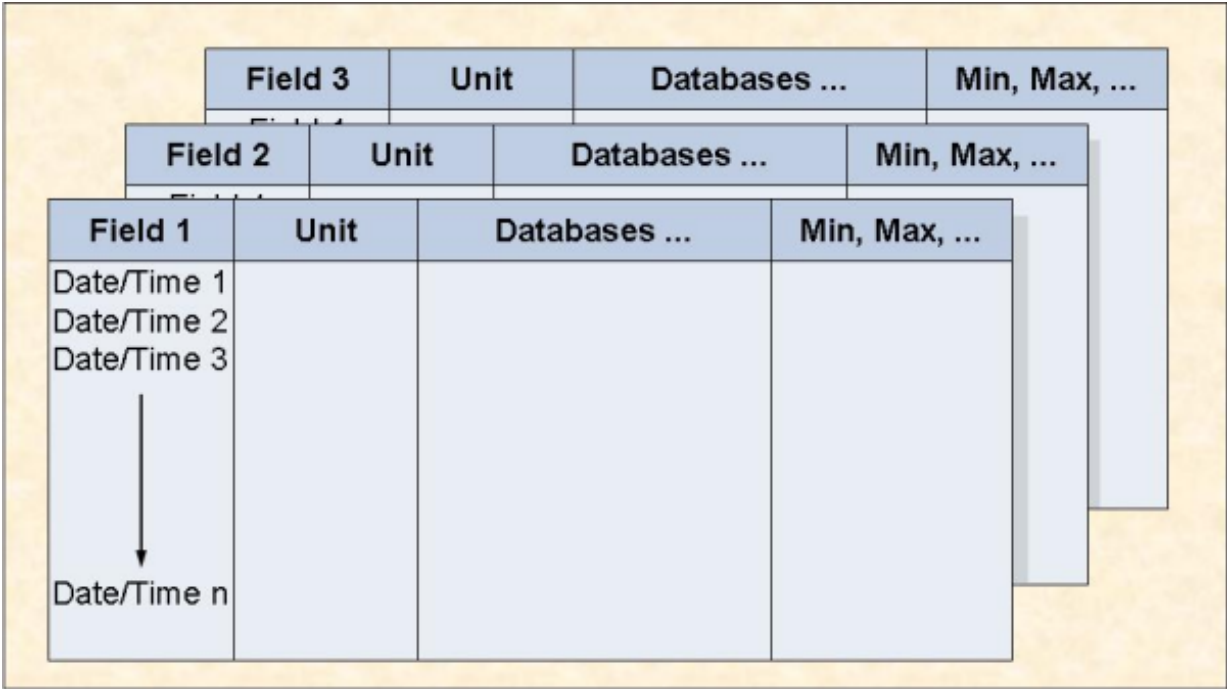 Field 3 Unit Databases ... Min, Max, ...
Field 2 Unit Databases ... Min, Max, ...
Field 1 Unit Databases ... Min, Max, ...
Date/Time 1
Date/Time 2
Date/Time 3
Date/Time n